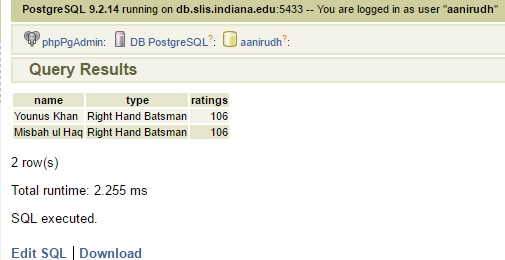 PostgreSQL 9.2.14 running on db.slis.indiana.edu:5433 -- You are logged in as user "aanirudh"
phpPgAdmin: DB PostgreSQL?: aanirudh?:
Query Results
name type ratings
Younus Khan Right Hand Batsman 106
Misbah ul Haq Right Hand Batsman 106
2 row(s)
Total runtime: 2.255 ms
SQL executed.
Edit SQL | Download